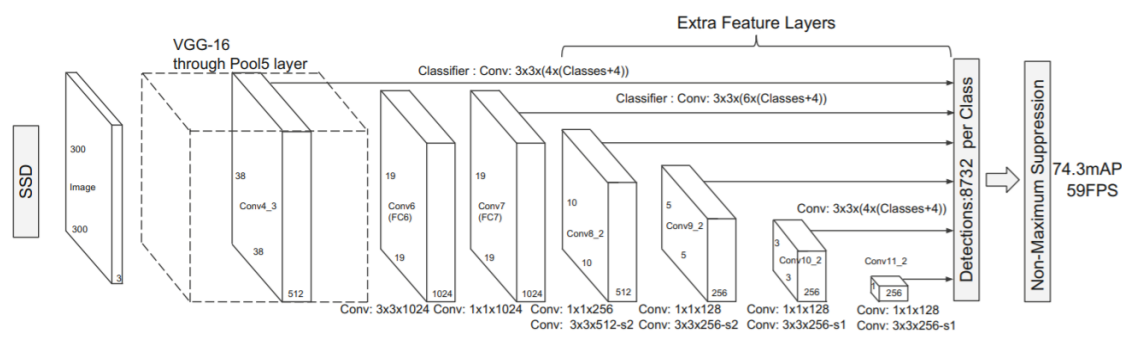 Extra Feature Layers
VGG-16
through Pool5 layer
Classifier : Conv: 3x3x(4x(Classes+4))
Classifier : Conv: 3x3x(6x(Classes+4))
SSD
300
Image
300
3
38
Conv4_3
38
512
19
Conv6
(FC6)
19
1024
19
Conv7
(FC7)
19
1024
10
Conv8_2
10
512
5
Conv9_2
5
256
Conv: 3x3x(4x(Classes+4))
3
Conv10_2
3
256
Conv11_2
1
256
Detections:8732 per Class
Non-Maximum Suppression
74.3mAP
59FPS
Conv: 3x3x1024
Conv: 1x1x1024
Conv: 1x1x256
Conv: 3x3x512-s2
Conv: 1x1x128
Conv: 3x3x256-s2
Conv: 1x1x128
Conv: 3x3x256-s1
Conv: 1x1x128
Conv: 3x3x256-s1